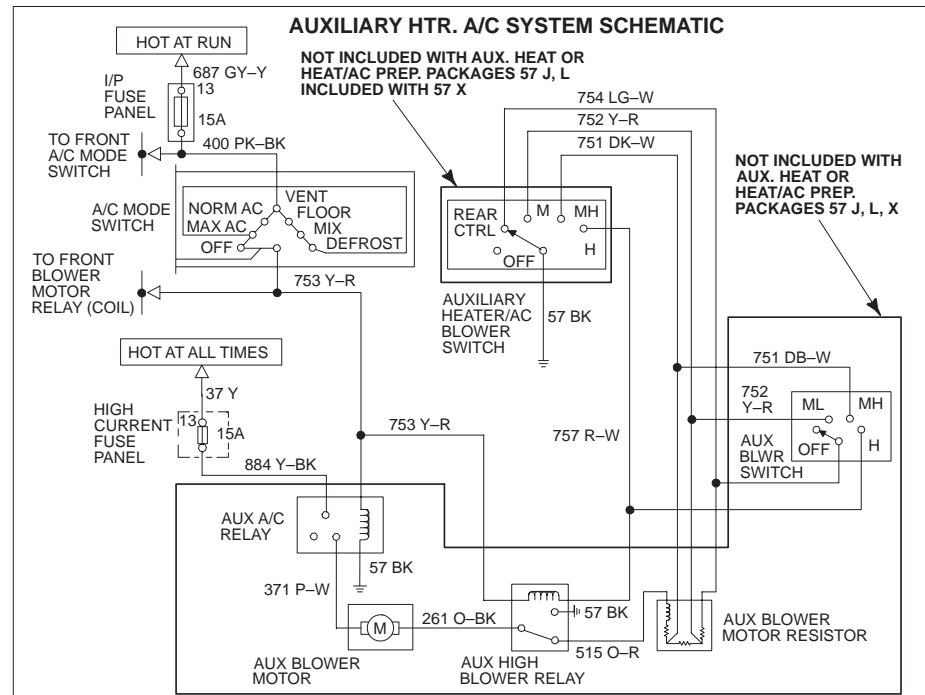 AUXILIARY HTR. A/C SYSTEM SCHEMATIC
HOT AT RUN
NOT INCLUDED WITH AUX. HEAT OR
HEAT/AC PREP. PACKAGES 57 J, L
INCLUDED WITH 57 X
687 GY–Y
I/P
FUSE
PANEL
13
15A
754 LG–W
752 Y–R
751 DK–W
TO FRONT
A/C MODE
SWITCH
400 PK–BK
NOT INCLUDED WITH
AUX. HEAT OR
HEAT/AC PREP.
PACKAGES 57 J, L, X
A/C MODE
SWITCH
VENT
NORM AC
FLOOR
MAX AC
MIX
OFF
DEFROST
REAR
CTRL
M
MH
H
OFF
TO FRONT
BLOWER
MOTOR
RELAY (COIL)
753 Y–R
AUXILIARY
HEATER/AC
BLOWER
SWITCH
57 BK
HOT AT ALL TIMES
37 Y
HIGH
CURRENT
FUSE
PANEL
13
15A
753 Y–R
757 R–W
751 DB–W
752
Y–R
ML
MH
H
OFF
AUX
BLWR
SWITCH
884 Y–BK
AUX A/C
RELAY
57 BK
371 P–W
M
261 O–BK
57 BK
515 O–R
AUX BLOWER
MOTOR
AUX HIGH
BLOWER RELAY
AUX BLOWER
MOTOR RESISTOR